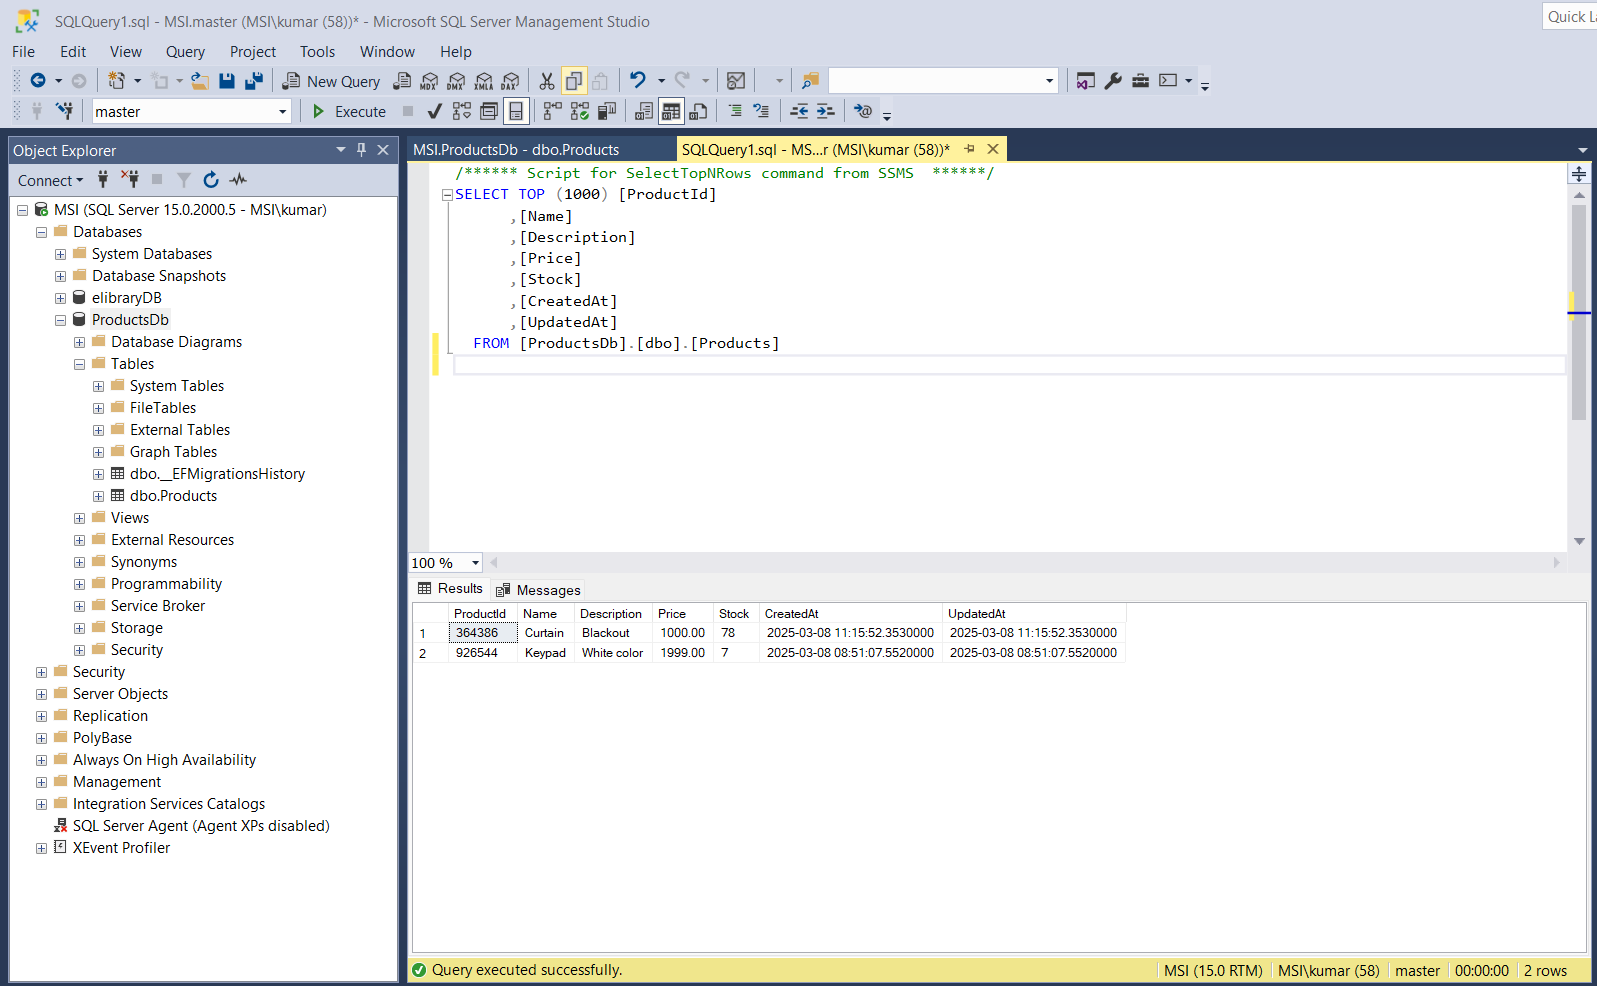 SQLQuery1.sql - MSI.master (MSI\kumar (58))* - Microsoft SQL Server Management Studio
Quick
File Edit View Query Project Tools Window Help
New Query MDX DMX XMLA DAX
master Execute
Object Explorer
Connect
MSI (SQL Server 15.0.2000.5 - MSI\kumar)
Databases
System Databases
Database Snapshots
elibraryDB
ProductsDb
Database Diagrams
Tables
System Tables
FileTables
External Tables
Graph Tables
dbo.__EFMigrationsHistory
dbo.Products
Views
External Resources
Synonyms
Programmability
Service Broker
Storage
Security
Security
Server Objects
Replication
PolyBase
Always On High Availability
Management
Integration Services Catalogs
SQL Server Agent (Agent XPs disabled)
XEvent Profiler
MSI.ProductsDb - dbo.Products
SQLQuery1.sql - MS...r (MSI\kumar (58))*
/****** Script for SelectTopNRows command from SSMS  ******/
SELECT TOP (1000) [ProductId]
,[Name]
,[Description]
,[Price]
,[Stock]
,[CreatedAt]
,[UpdatedAt]
FROM [ProductsDb].[dbo].[Products]
100 %
Results Messages
ProductId Name Description Price Stock CreatedAt UpdatedAt
1 364386 Curtain Blackout 1000.00 78 2025-03-08 11:15:52.3530000 2025-03-08 11:15:52.3530000
2 926544 Keypad White color 1999.00 7 2025-03-08 08:51:07.5520000 2025-03-08 08:51:07.5520000
Query executed successfully.
MSI (15.0 RTM) MSI\kumar (58) master 00:00:00 2 rows